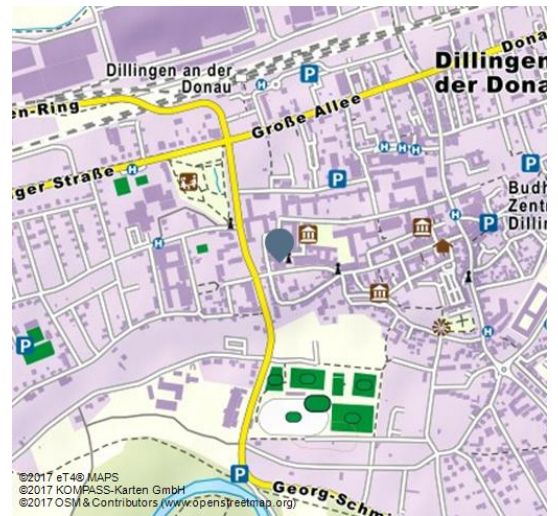 Dillingen an der
Donau
Dillingen
der Dona
Dona
en-Ring
Große Allee
ger Straße
P
H
P
H
H
H
P
H
H
H
Budh
Zentr
Dillin
P
P
H
P
Georg-Schm
©2017 eT4® MAPS
©2017 KOMPASS-Karten GmbH
©2017 OSM & Contributors (www.openstreetmap.org)